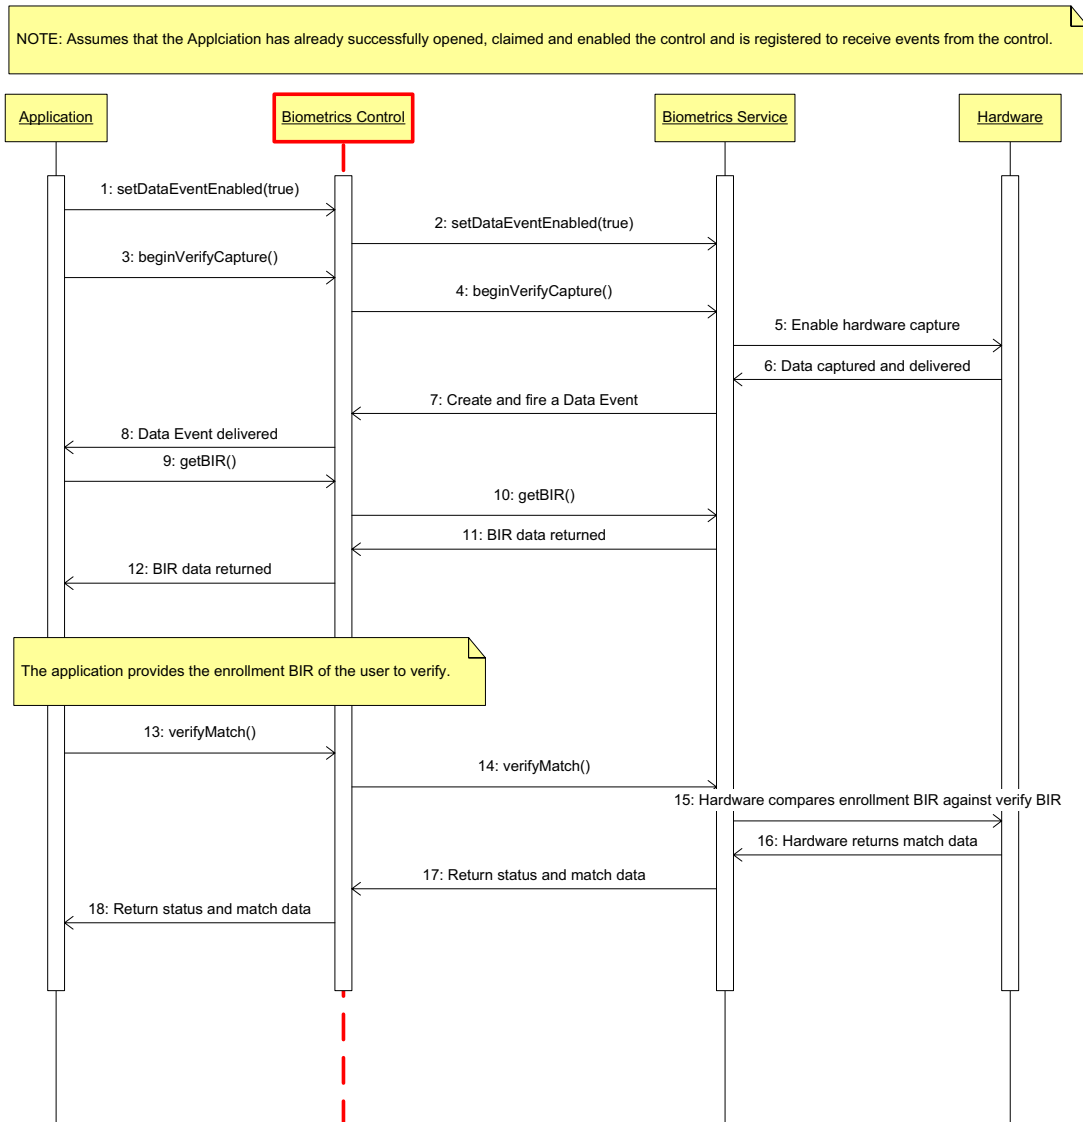 NOTE: Assumes that the Applciation has already successfully opened, claimed and enabled the control and is registered to receive events from the control.
Application
Biometrics Control
Biometrics Service
Hardware
1: setDataEventEnabled(true)
2: setDataEventEnabled(true)
3: beginVerifyCapture()
4: beginVerifyCapture()
5: Enable hardware capture
6: Data captured and delivered
7: Create and fire a Data Event
8: Data Event delivered
9: getBIR()
10: getBIR()
11: BIR data returned
12: BIR data returned
The application provides the enrollment BIR of the user to verify.
13: verifyMatch()
14: verifyMatch()
15: Hardware compares enrollment BIR against verify BIR
16: Hardware returns match data
17: Return status and match data
18: Return status and match data